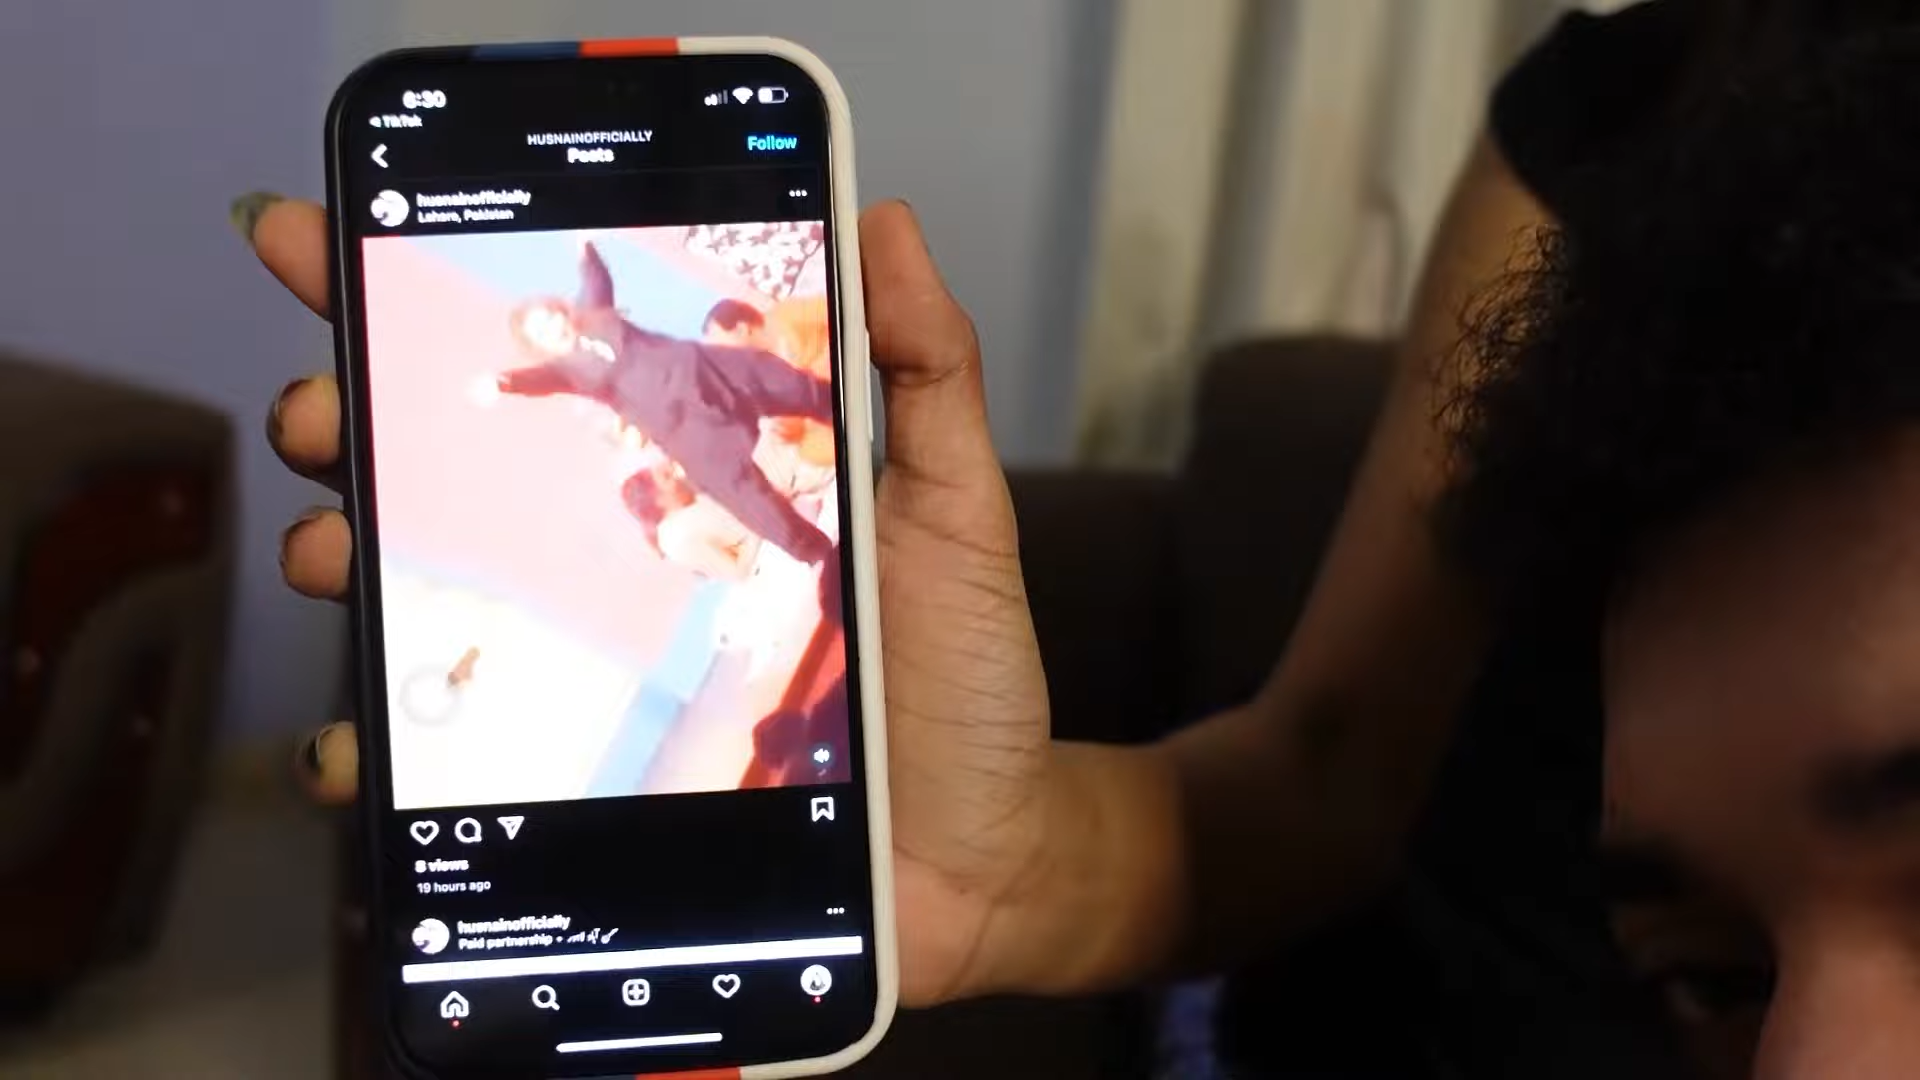 6:30
TikTok
HUSNAINOFFICIALLY
Posts
Follow
husnainofficially
Lahore, Pakistan
8 views
19 hours ago
husnainofficially
Paid partnership •